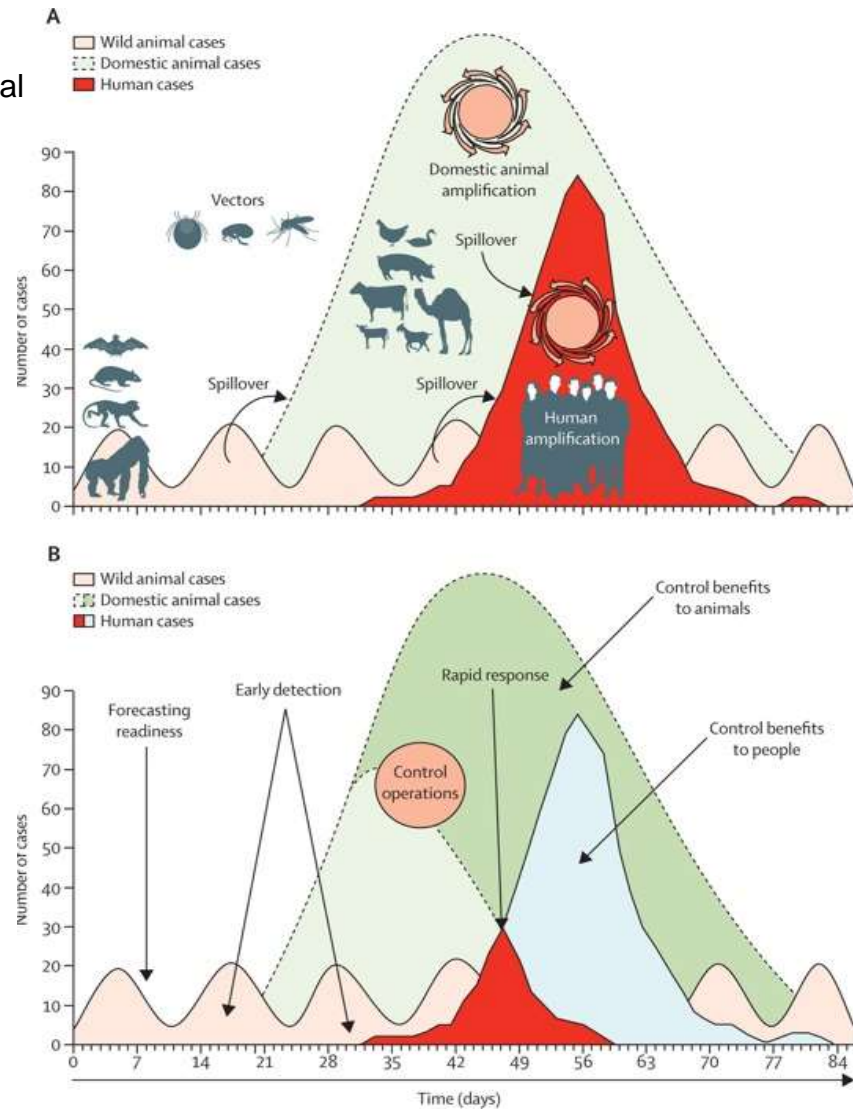 A
al
Wild animal cases
Domestic animal cases
Human cases
Number of cases
90
80
70
60
50
40
30
20
10
0
Vectors
Domestic animal
amplification
Spillover
Spillover
Spillover
Human
amplification
B
Wild animal cases
Domestic animal cases
Human cases
Number of cases
90
80
70
60
50
40
30
20
10
0
Forecasting
readiness
Early detection
Rapid response
Control benefits
to animals
Control benefits
to people
Control
operations
0 7 14 21 28 35 42 49 56 63 70 77 84
Time (days)